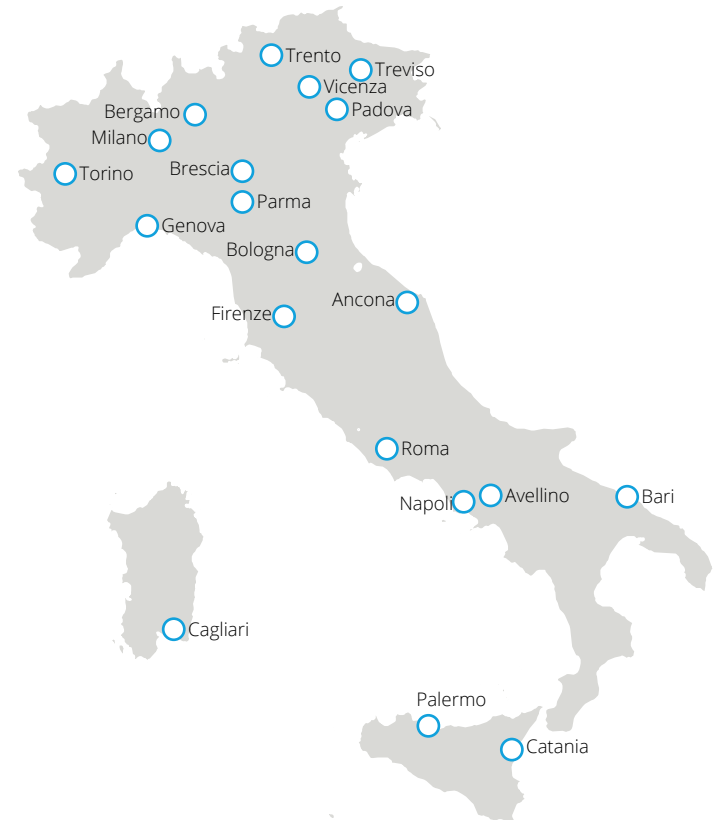 Trento
Treviso
Vicenza
Padova
Bergamo
Milano
Brescia
Torino
Parma
Genova
Bologna
Ancona
Firenze
Roma
Avellino
Bari
Napoli
Cagliari
Palermo
Catania